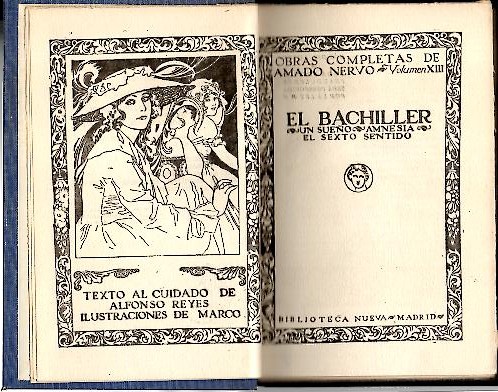 TEXTO AL CUIDADO DE
ALFONSO REYES
ILUSTRACIONES DE MARCO
OBRAS COMPLETAS DE
AMADO NERVO Volumen XIII
EL BACHILLER
UN SUEÑO AMNESIA
EL SEXTO SENTIDO
BIBLIOTECA NUEVA MADRID